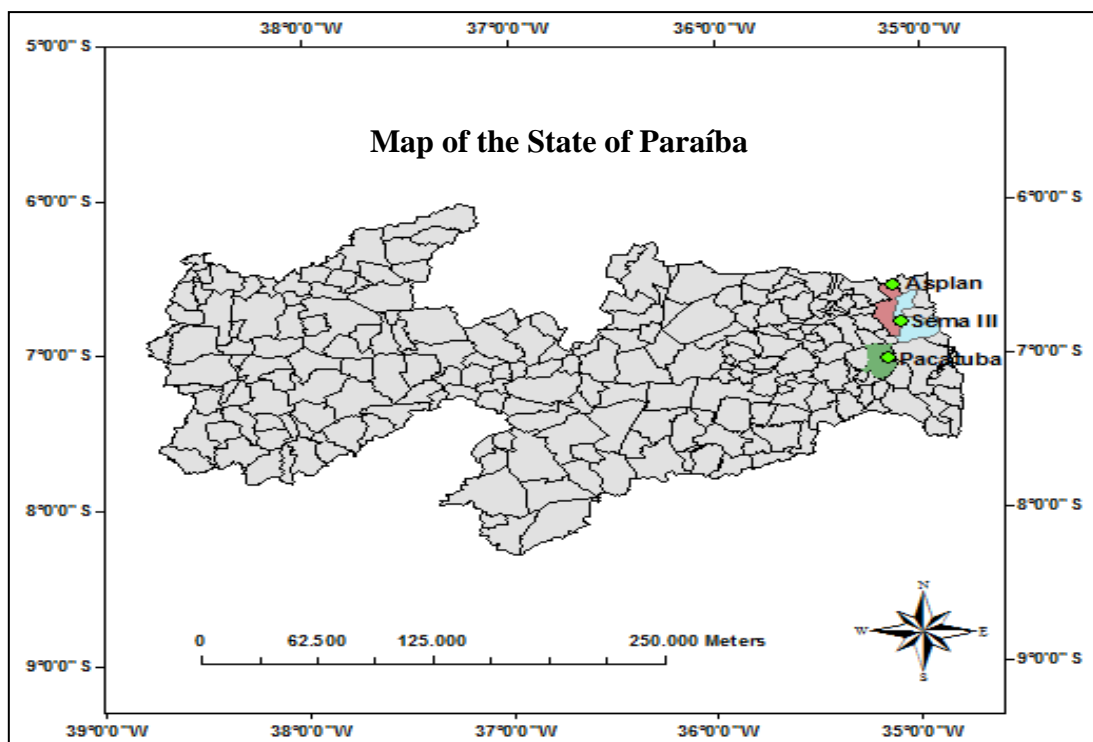 38°0'0"W 37°0'0"W 36°0'0"W 35°0'0"W
5°0'0" S 5°0'0" S
Map of the State of Paraíba
6°0'0" S 6°0'0" S
Asplan
Sema III
7°0'0" S 7°0'0" S
Pacatuba
8°0'0" S 8°0'0" S
N
0 62.500 125.000 250.000 Meters
W E
S
9°0'0" S 9°0'0" S
39°0'0"W 38°0'0"W 37°0'0"W 36°0'0"W 35°0'0"W